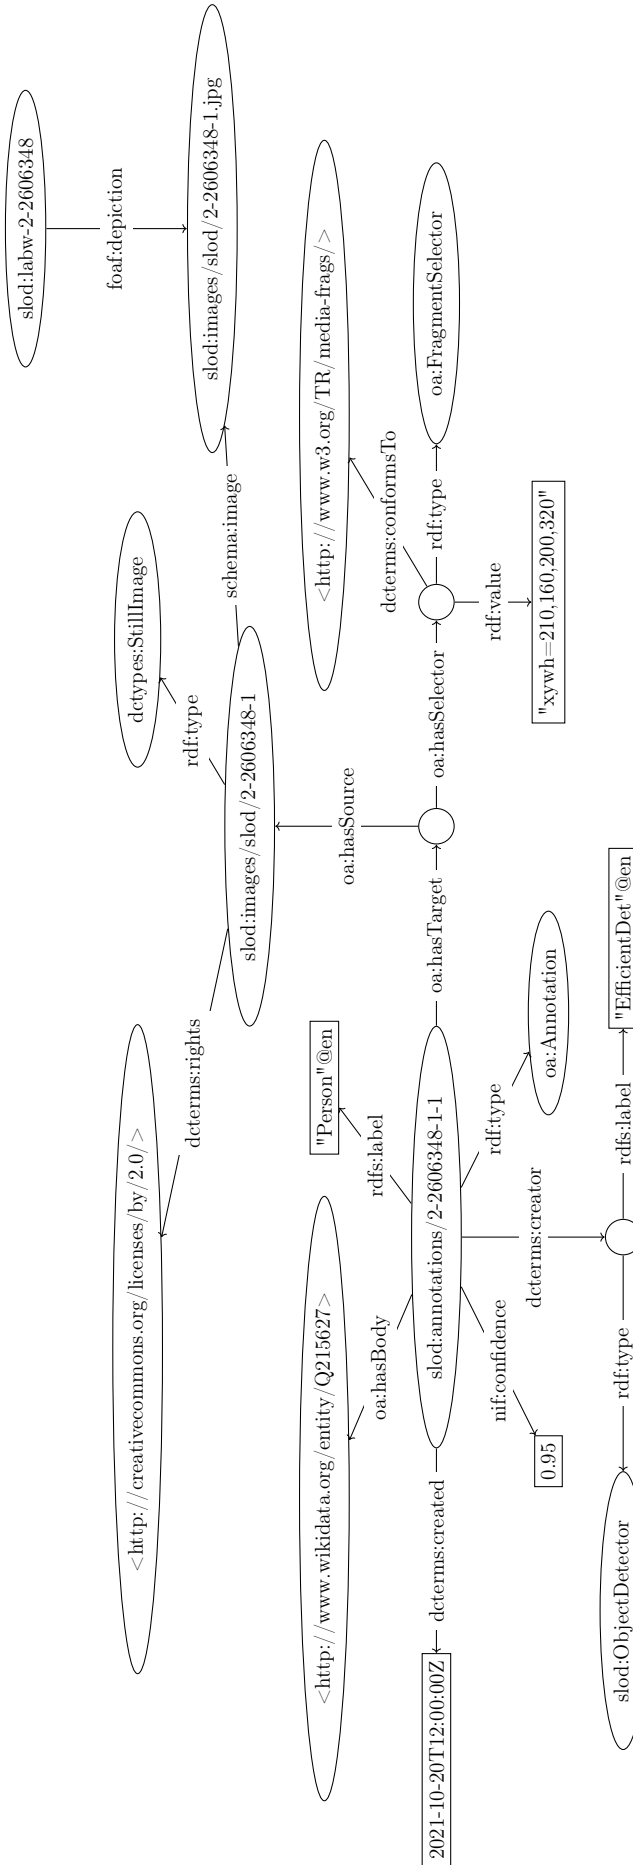 slod:labw-2-2606348
foaf:depiction
slod:images/slod/2-2606348-1.jpg
schema:image
dctypes:StillImage
rdf:type
<http://creativecommons.org/licenses/by/2.0/>
dcterms:rights
slod:images/slod/2-2606348-1
oa:hasSource
<http://www.w3.org/TR/media-frags/>
dcterms:conformsTo
"Person"@en
rdfs:label
<http://www.wikidata.org/entity/Q215627>
oa:hasBody
2021-10-20T12:00:00Z
dcterms:created
slod:annotations/2-2606348-1-1
oa:hasTarget
oa:hasSelector
rdf:type
oa:FragmentSelector
rdf:value
"xywh=210,160,200,320"
nif:confidence
0.95
dcterms:creator
rdf:type
oa:Annotation
slod:ObjectDetector
rdf:type
rdfs:label
"EfficientDet"@en